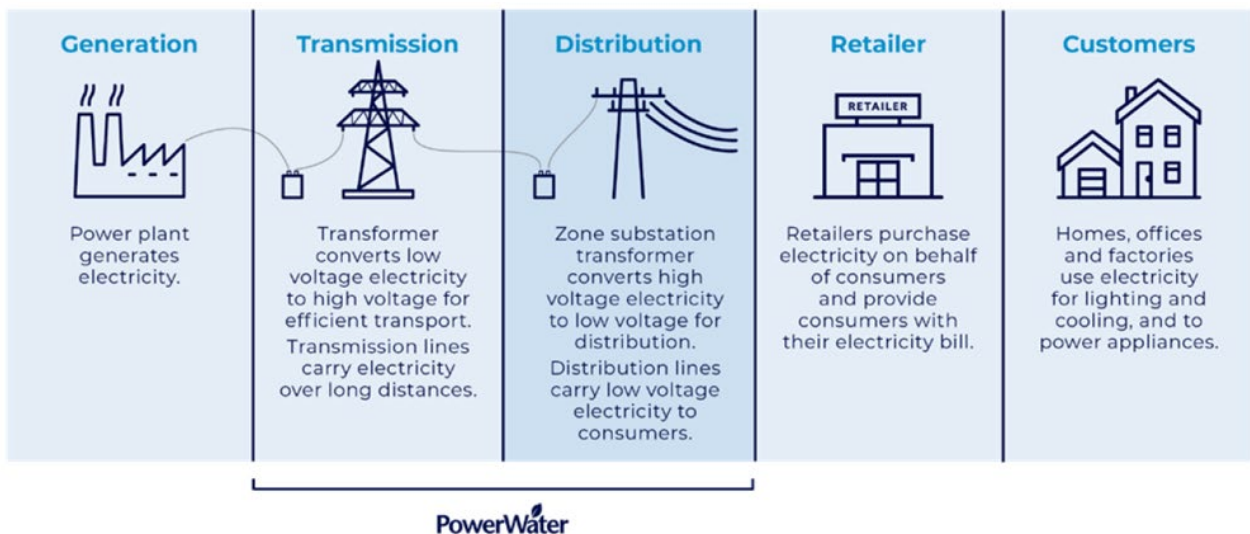 Generation
Power plant
generates
electricity.
Transmission
Transformer
converts low
voltage electricity
to high voltage for
efficient transport.
Transmission lines
carry electricity
over long distances.
Distribution
Zone substation
transformer
converts high
voltage electricity
to low voltage for
distribution.
Distribution lines
carry low voltage
electricity to
consumers.
Retailer
RETAILER
Retailers purchase
electricity on behalf
of consumers
and provide
consumers with
their electricity bill.
Customers
Homes, offices
and factories
use electricity
for lighting and
cooling, and to
power appliances.
PowerWater